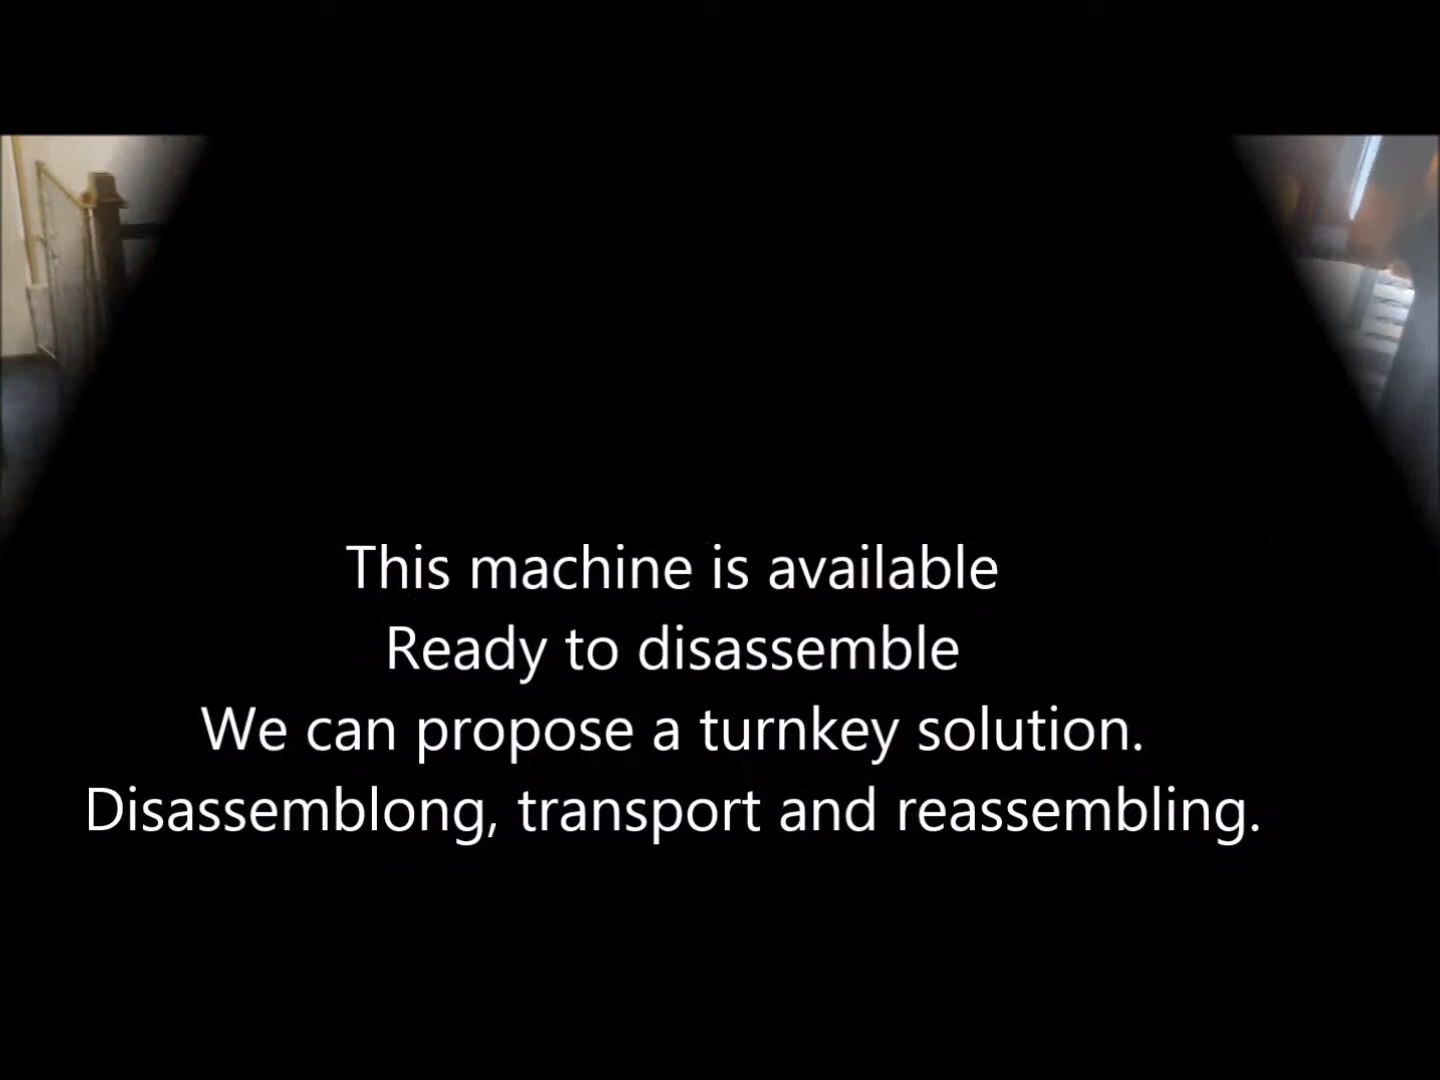 This machine is available
Ready to disassemble
We can propose a turnkey solution.
Disassemblong, transport and reassembling.